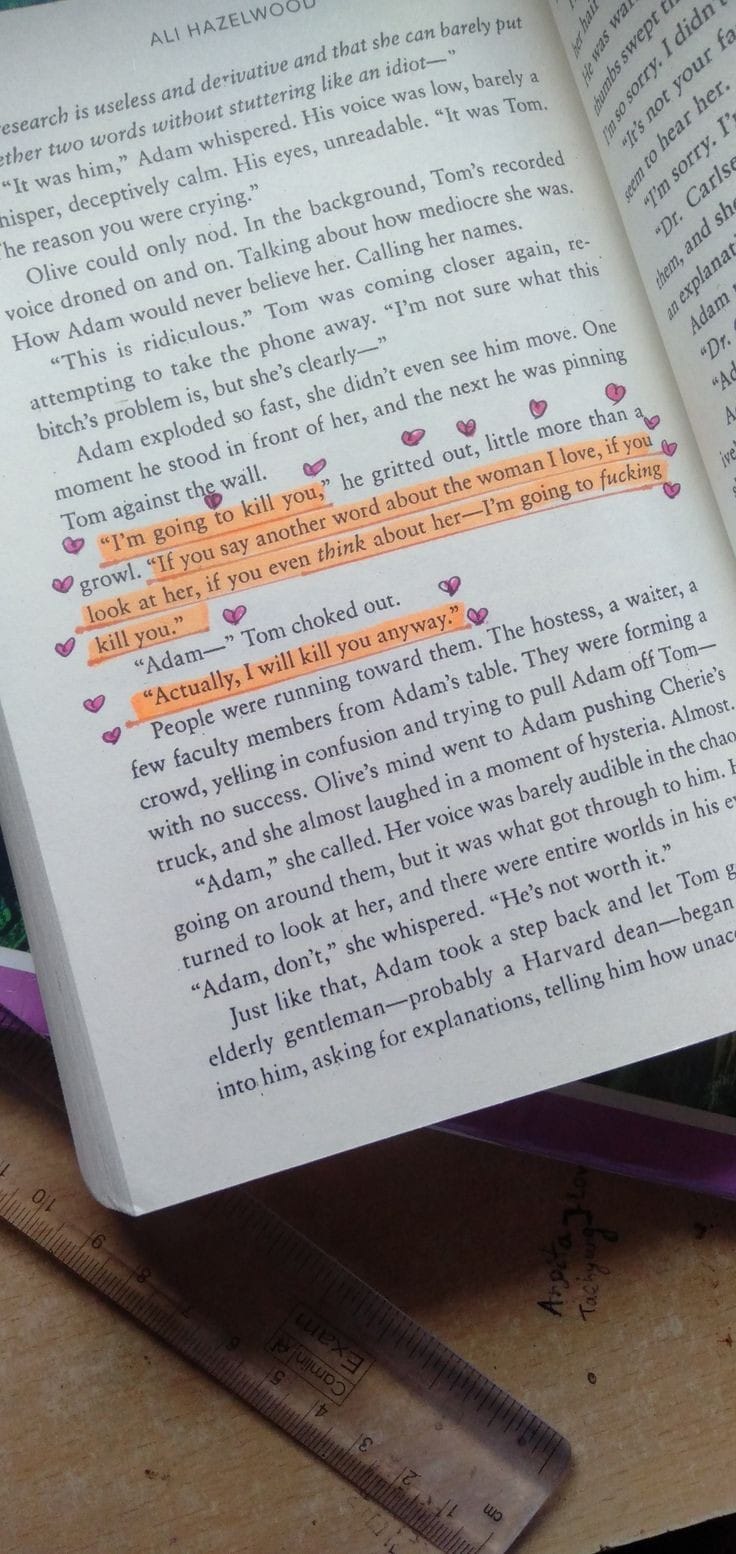 ALI HAZELWOOD
research is useless and derivative and that she can barely put
ether two words without stuttering like an idiot—"
"It was him," Adam whispered. His voice was low, barely a
hisper, deceptively calm. His eyes, unreadable. "It was Tom.
he reason you were crying."
Olive could only nod. In the background, Tom's recorded
voice droned on and on. Talking about how mediocre she was.
How Adam would never believe her. Calling her names.
"This is ridiculous." Tom was coming closer again, re-
attempting to take the phone away. "I'm not sure what this
bitch's problem is, but she's clearly—"
Adam exploded so fast, she didn't even see him move. One
moment he stood in front of her, and the next he was pinning
Tom against the wall.
"I'm going to kill you," he gritted out, little more than a
growl. "If you say another word about the woman I love, if you
look at her, if you even think about her—I'm going to fucking
kill you."
"Adam—" Tom choked out.
"Actually, I will kill you anyway."
People were running toward them. The hostess, a waiter, a
few faculty members from Adam's table. They were forming a
crowd, yelling in confusion and trying to pull Adam off Tom—
with no success. Olive's mind went to Adam pushing Cherie's
truck, and she almost laughed in a moment of hysteria. Almost.
"Adam," she called. Her voice was barely audible in the chao
going on around them, but it was what got through to him. H
turned to look at her, and there were entire worlds in his e
"Adam, don't," she whispered. "He's not worth it."
Just like that, Adam took a step back and let Tom g
elderly gentleman—probably a Harvard dean—began
into him, asking for explanations, telling him how unacc
her hair
He was wa
thumbs swept t
I'm so sorry. I didn't
"It's not your fa
seem to hear her.
"I'm sorry. I'
"Dr. Carlse
them, and she
an explanati
Adam
"Dr.
"Ad
A
ive
Tachyung
Exam
Camlin
10 9 8 7 6 5 4 3 2 1 cm